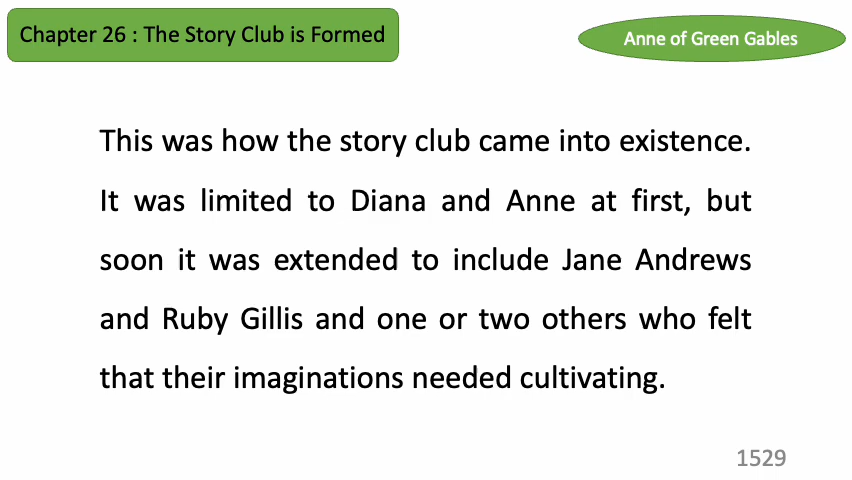 Chapter 26 : The Story Club is Formed
Anne of Green Gables
This was how the story club came into existence.
It was limited to Diana and Anne at first, but
soon it was extended to include Jane Andrews
and Ruby Gillis and one or two others who felt
that their imaginations needed cultivating.
1529